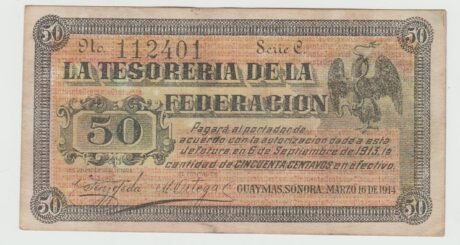 50 50
No. 112401 Serie C.
LA TESORERIA DE LA
FEDERACION
50
Pagará al portador de
acuerdo con la autorización dada a esta
Jefatura en 6 de Septiembre de 1913, la
cantidad de CINCUENTA CENTAVOS en efectivo.
GUAYMAS, SONORA, MARZO 16 DE 1914
50 50